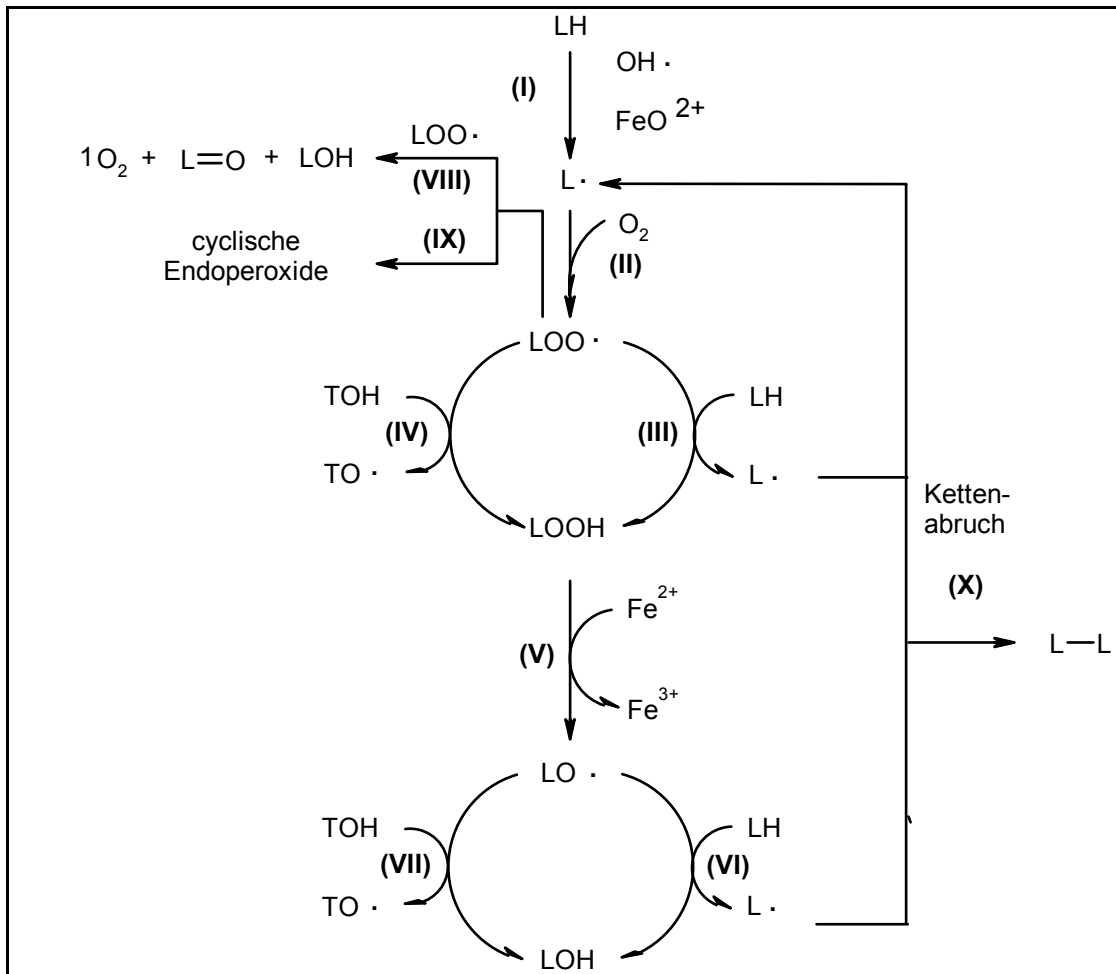 LH
OH ·
(I)
FeO 2+
LOO ·
1O₂ + L=O + LOH
(VIII)
L ·
(IX)
O₂
cyclische
Endoperoxide
(II)
LOO ·
TOH
LH
(IV)
(III)
TO ·
L ·
Ketten-
abruch
LOOH
(X)
Fe²⁺
(V)
L—L
Fe³⁺
LO ·
TOH
LH
(VII)
(VI)
TO ·
L ·
LOH